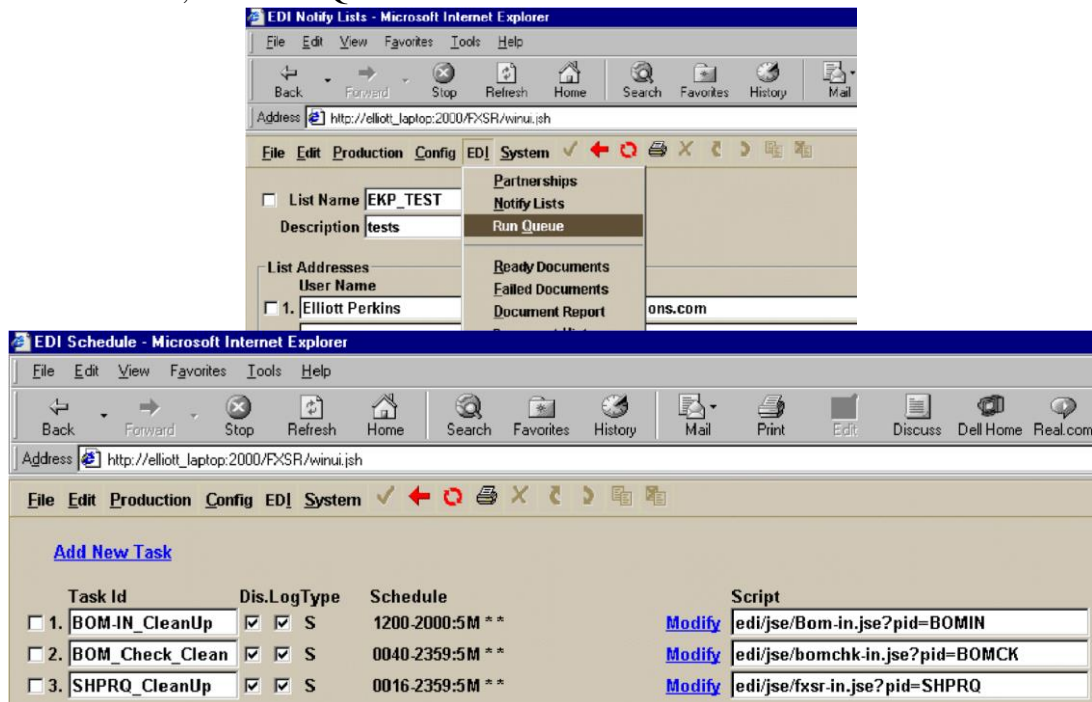 EDI Notify Lists - Microsoft Internet Explorer
File Edit View Favorites Tools Help
Back Forward Stop Refresh Home Search Favorites History Mail
Address http://elliott_laptop:2000/FXSR/winui.jsh
File Edit Production Config EDI System
Partnerships
List Name EKP_TEST Notify Lists
Description tests Run Queue
List Addresses Ready Documents
User Name Failed Documents
1. Elliott Perkins Document Report ons.com
EDI Schedule - Microsoft Internet Explorer
File Edit View Favorites Tools Help
Back Forward Stop Refresh Home Search Favorites History Mail Print Edit Discuss Dell Home Real.com
Address http://elliott_laptop:2000/FXSR/winui.jsh
File Edit Production Config EDI System
Add New Task
Task Id Dis. Log Type Schedule Script
1. BOM-IN_CleanUp S 1200-2000:5M * * Modify edi/jse/Bom-in.jse?pid=BOMIN
2. BOM_Check_Clean S 0040-2359:5M * * Modify edi/jse/bomchk-in.jse?pid=BOMCK
3. SHPRQ_CleanUp S 0016-2359:5M * * Modify edi/jse/fxsr-in.jse?pid=SHPRQ